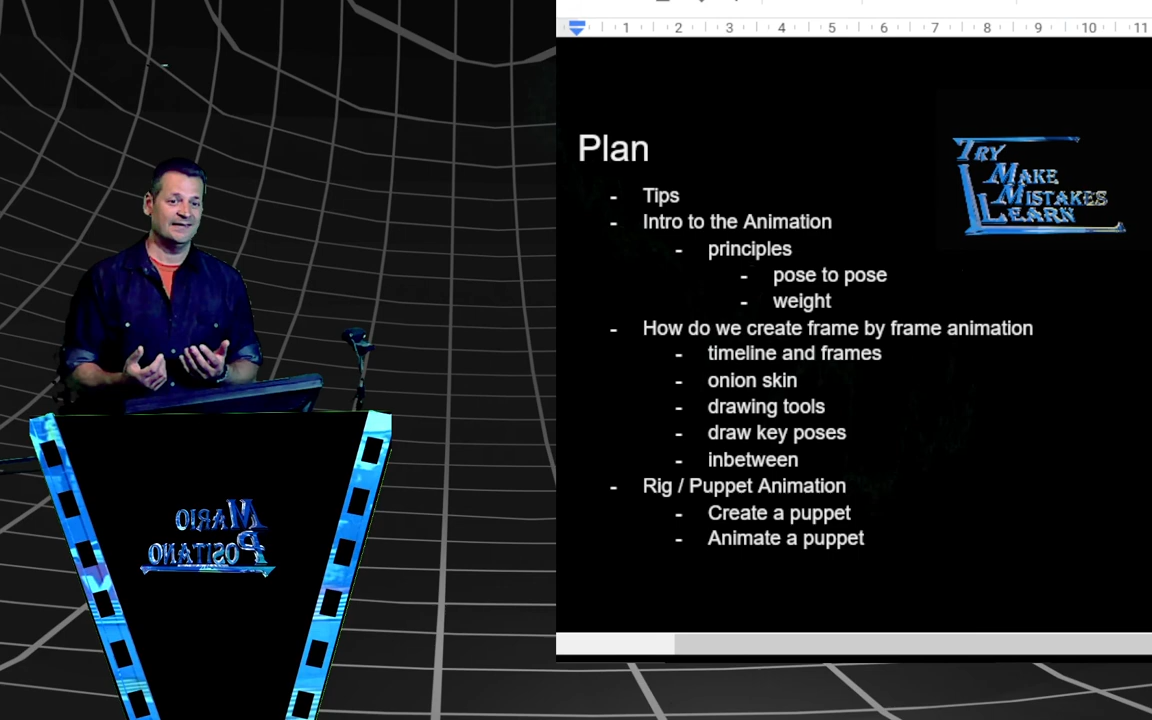 1 2 3 4 5 6 7 8 9 10 11
Plan
TRY
MAKE
MISTAKES
LEARN
- Tips
- Intro to the Animation
- principles
- pose to pose
- weight
- How do we create frame by frame animation
- timeline and frames
- onion skin
- drawing tools
- draw key poses
- inbetween
- Rig / Puppet Animation
- Create a puppet
- Animate a puppet
MARIO
POSITANO